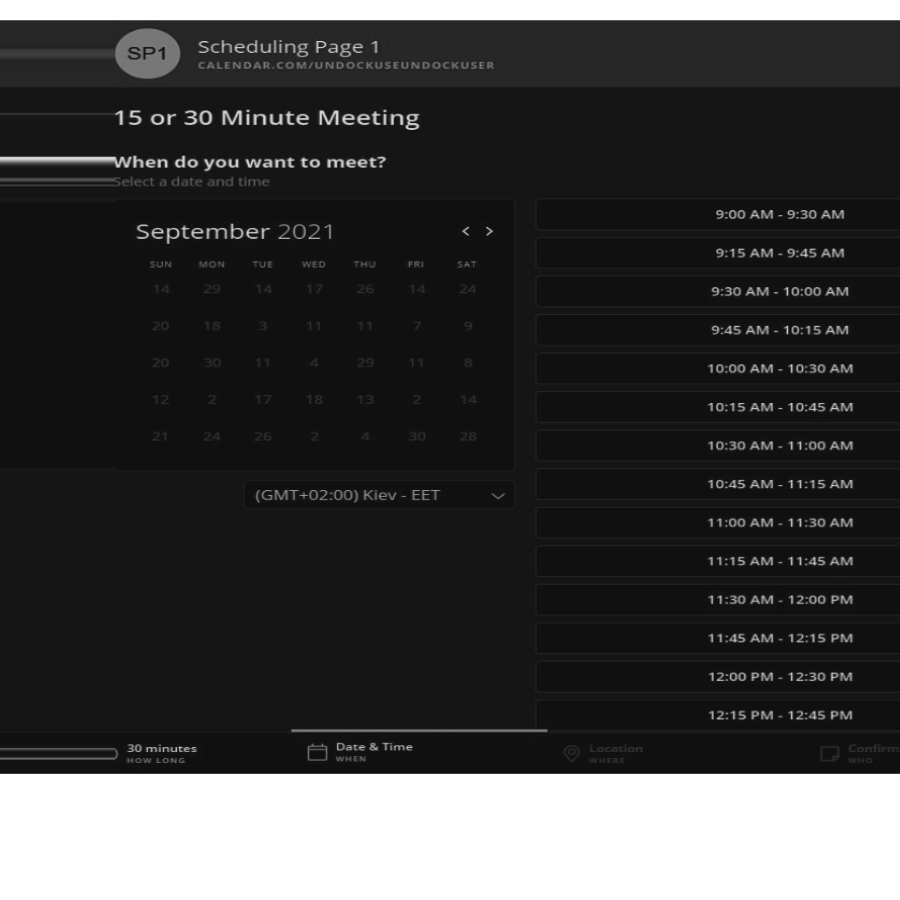 SP1
Scheduling Page 1
CALENDAR.COM/UNDOCKUSEUNDOCKUSER
15 or 30 Minute Meeting
When do you want to meet?
Select a date and time
September 2021 < >
SUN MON TUE WED THU FRI SAT
14 29 14 17 26 14 24
20 18 3 11 11 7 9
20 30 11 4 29 11 8
12 2 17 18 13 2 14
21 24 26 2 4 30 28
(GMT+02:00) Kiev - EET
9:00 AM - 9:30 AM
9:15 AM - 9:45 AM
9:30 AM - 10:00 AM
9:45 AM - 10:15 AM
10:00 AM - 10:30 AM
10:15 AM - 10:45 AM
10:30 AM - 11:00 AM
10:45 AM - 11:15 AM
11:00 AM - 11:30 AM
11:15 AM - 11:45 AM
11:30 AM - 12:00 PM
11:45 AM - 12:15 PM
12:00 PM - 12:30 PM
12:15 PM - 12:45 PM
30 minutes
HOW LONG
Date & Time
WHEN
Location
WHERE
Confirm
WHO